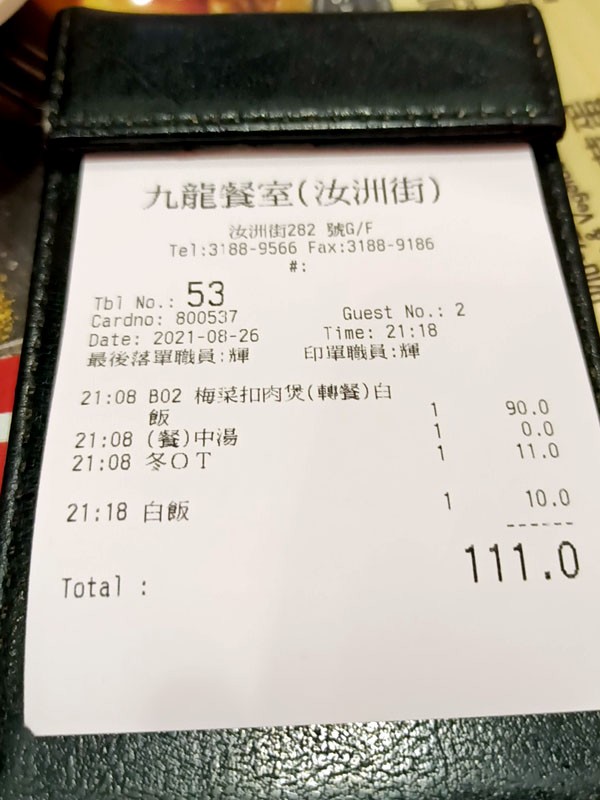 九龍餐室(汝洲街)
汝洲街282 號G/F
Tel:3188-9566 Fax:3188-9186
#:
Tbl No.: 53
Cardno: 800537 Guest No.: 2
Date: 2021-08-26 Time: 21:18
最後落單職員:輝 印單職員:輝
21:08 B02 梅菜扣肉煲(轉餐)白
飯 1 90.0
21:08 (餐)中湯 1 0.0
21:08 冬OT 1 11.0
21:18 白飯 1 10.0
------
Total : 111.0